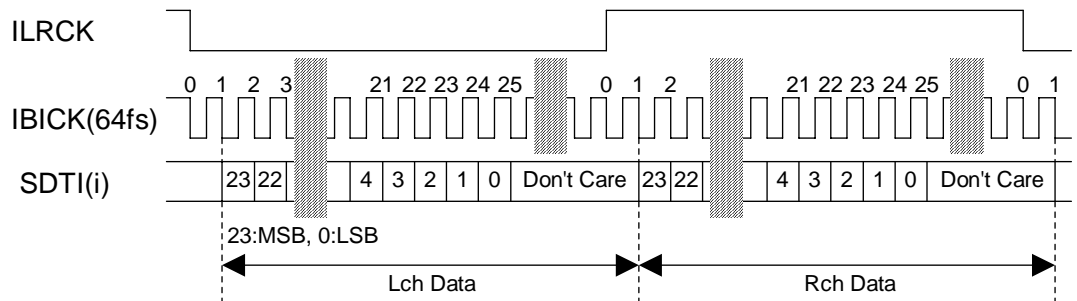 ILRCK
0 1 2 3 21 22 23 24 25 0 1 2 21 22 23 24 25 0 1
IBICK(64fs)
SDTI(i) 23 22 4 3 2 1 0 Don't Care 23 22 4 3 2 1 0 Don't Care
23:MSB, 0:LSB
Lch Data Rch Data